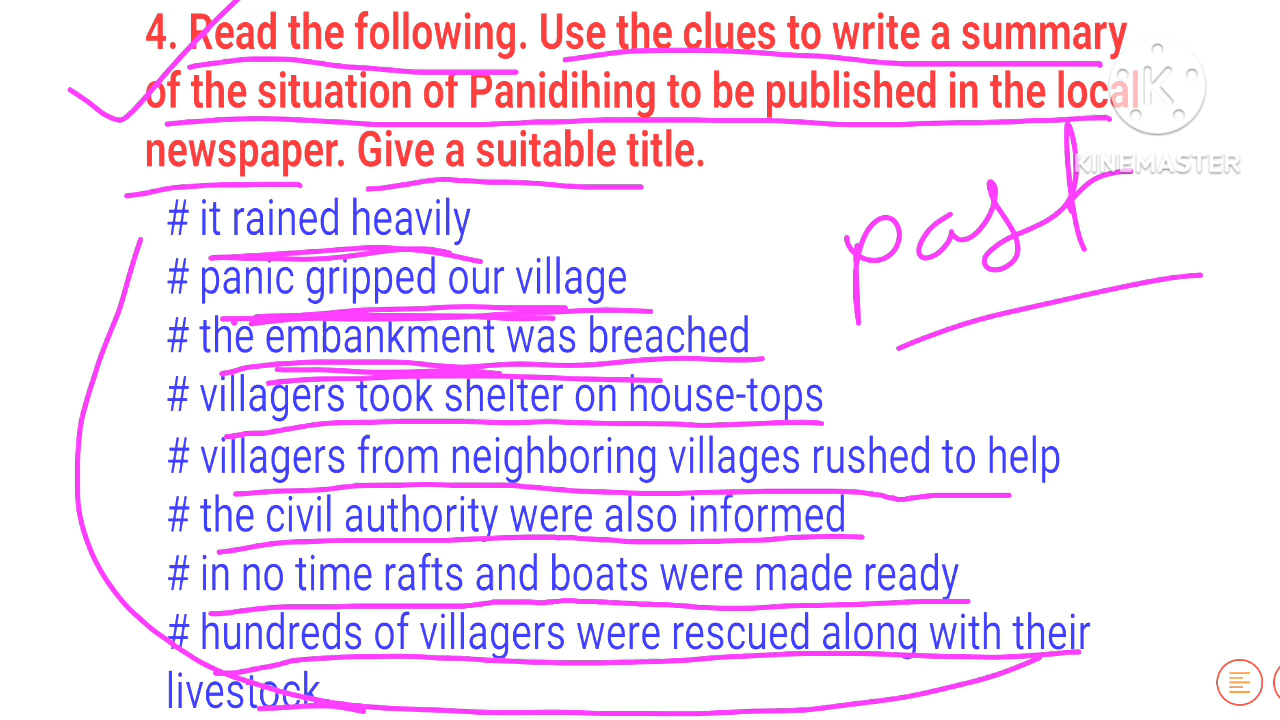 4. Read the following. Use the clues to write a summary
of the situation of Panidihing to be published in the local
newspaper. Give a suitable title.
KINEMASTER
past
# it rained heavily
# panic gripped our village
# the embankment was breached
# villagers took shelter on house-tops
# villagers from neighboring villages rushed to help
# the civil authority were also informed
# in no time rafts and boats were made ready
# hundreds of villagers were rescued along with their
livestock